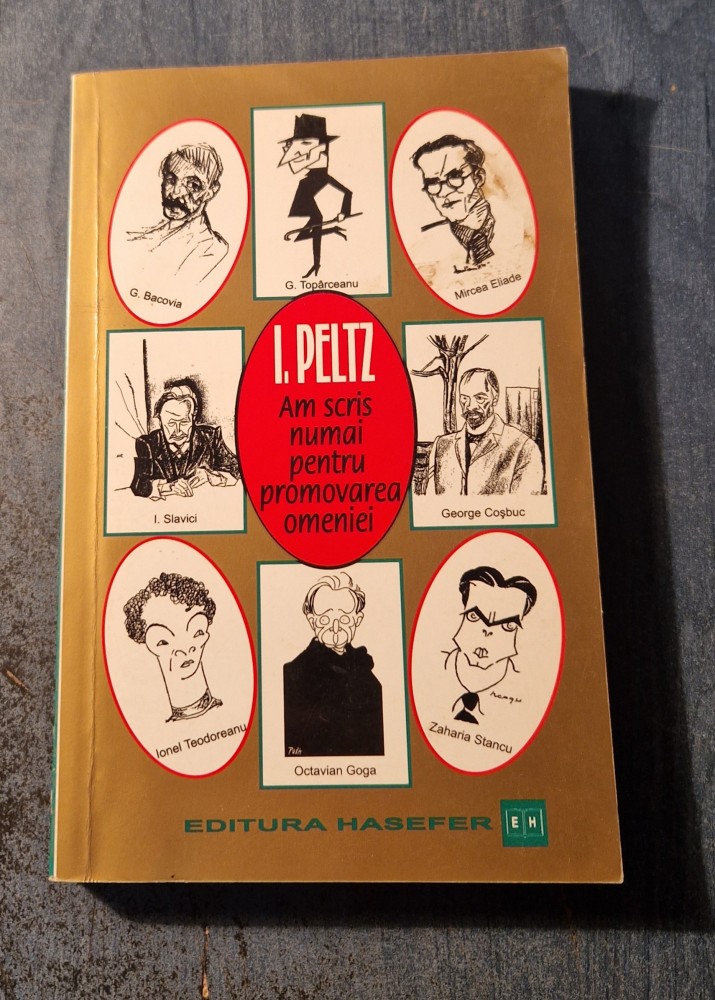 G. Bacovia
G. Topârceanu
Mircea Eliade
I. PELTZ
Am scris
numai
pentru
promovarea
omeniei
I. Slavici
George Coşbuc
Ionel Teodoreanu
Octavian Goga
Zaharia Stancu
EDITURA HASEFER E H